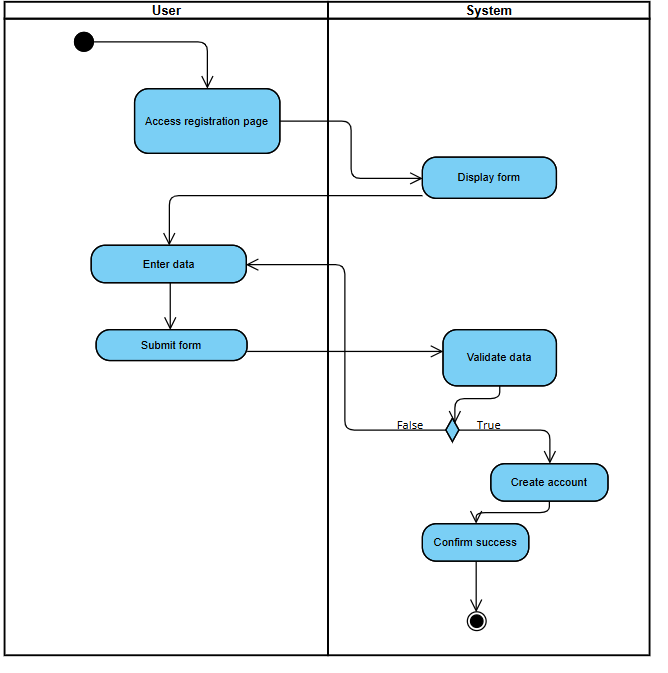 User
System
Access registration page
Display form
Enter data
Submit form
Validate data
False
True
Create account
Confirm success